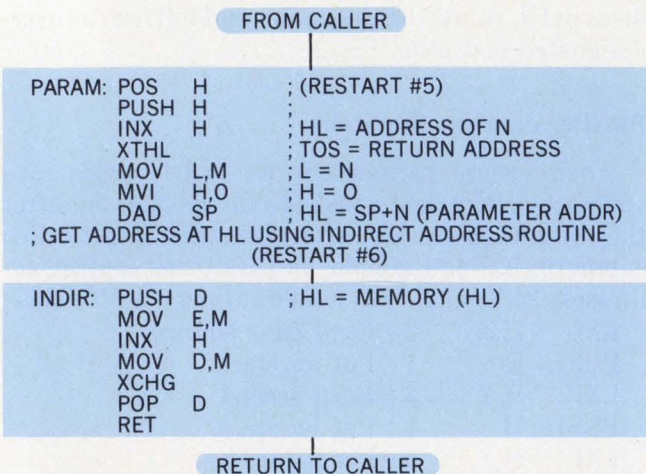 FROM CALLER
PARAM: POS H ; (RESTART #5)
PUSH H ;
INX H ; HL = ADDRESS OF N
XTHL ; TOS = RETURN ADDRESS
MOV L,M ; L = N
MVI H,O ; H = O
DAD SP ; HL = SP+N (PARAMETER ADDR)
; GET ADDRESS AT HL USING INDIRECT ADDRESS ROUTINE
(RESTART #6)
INDIR: PUSH D ; HL = MEMORY (HL)
MOV E,M
INX H
MOV D,M
XCHG
POP D
RET
RETURN TO CALLER